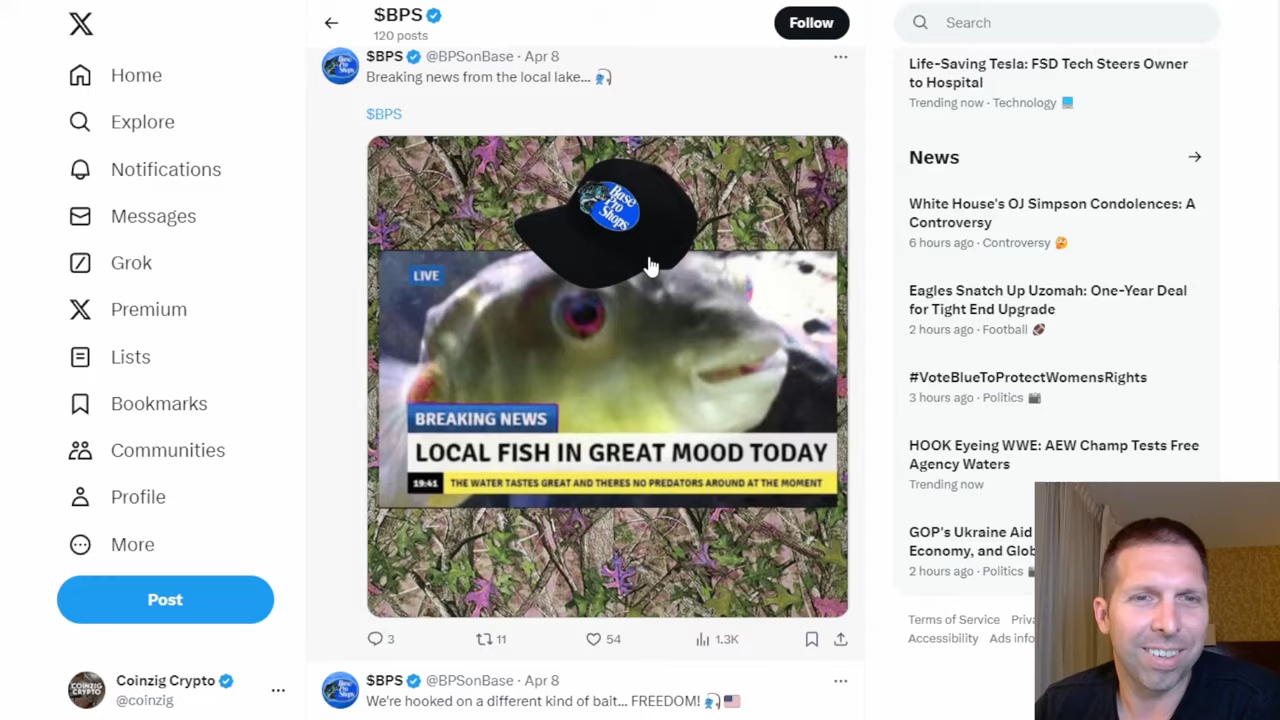 $BPS
120 posts
Follow
Search
Home
Explore
Notifications
Messages
Grok
Premium
Lists
Bookmarks
Communities
Profile
More
Post
Coinzig Crypto
@coinzig
COINZIG
CRYPTO
$BPS @BPSonBase · Apr 8
Breaking news from the local lake...
$BPS
Base
Pro
Shops
LIVE
BREAKING NEWS
LOCAL FISH IN GREAT MOOD TODAY
19:41 THE WATER TASTES GREAT AND THERES NO PREDATORS AROUND AT THE MOMENT
3 11 54 1.3K
$BPS @BPSonBase · Apr 8
We're hooked on a different kind of bait... FREEDOM!
Life-Saving Tesla: FSD Tech Steers Owner
to Hospital
Trending now · Technology
News
White House's OJ Simpson Condolences: A
Controversy
6 hours ago · Controversy
Eagles Snatch Up Uzomah: One-Year Deal
for Tight End Upgrade
2 hours ago · Football
#VoteBlueToProtectWomensRights
3 hours ago · Politics
HOOK Eyeing WWE: AEW Champ Tests Free
Agency Waters
Trending now
GOP's Ukraine Aid
Economy, and Glob
2 hours ago · Politics
Terms of Service Priva
Accessibility Ads info